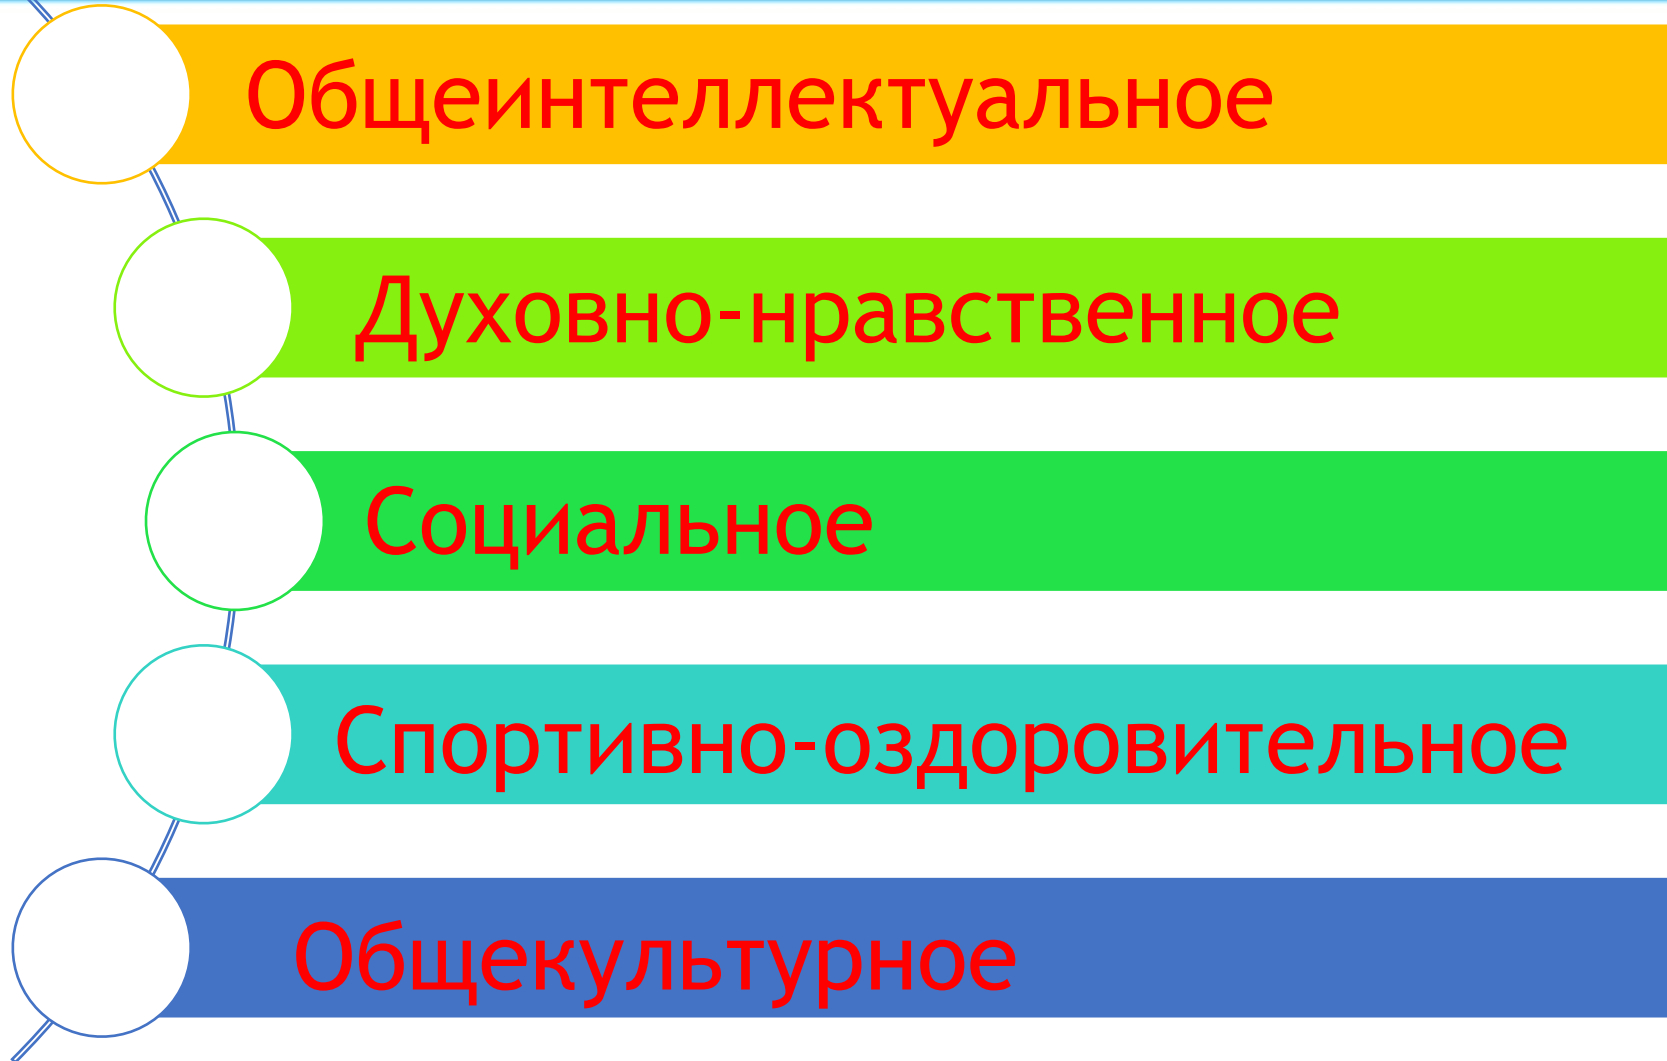 Общеинтеллектуальное
Духовно-нравственное
Социальное
Спортивно-оздоровительное
Общекультурное